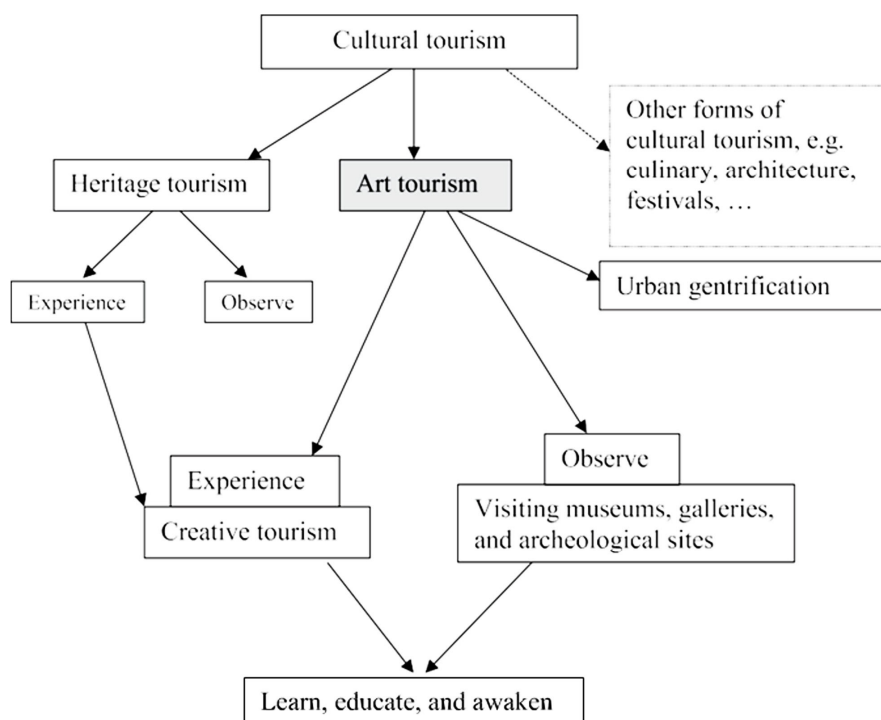 Cultural tourism
Other forms of
cultural tourism, e.g.
culinary, architecture,
festivals, …
Heritage tourism
Art tourism
Urban gentrification
Experience
Observe
Experience
Creative tourism
Observe
Visiting museums, galleries,
and archeological sites
Learn, educate, and awaken